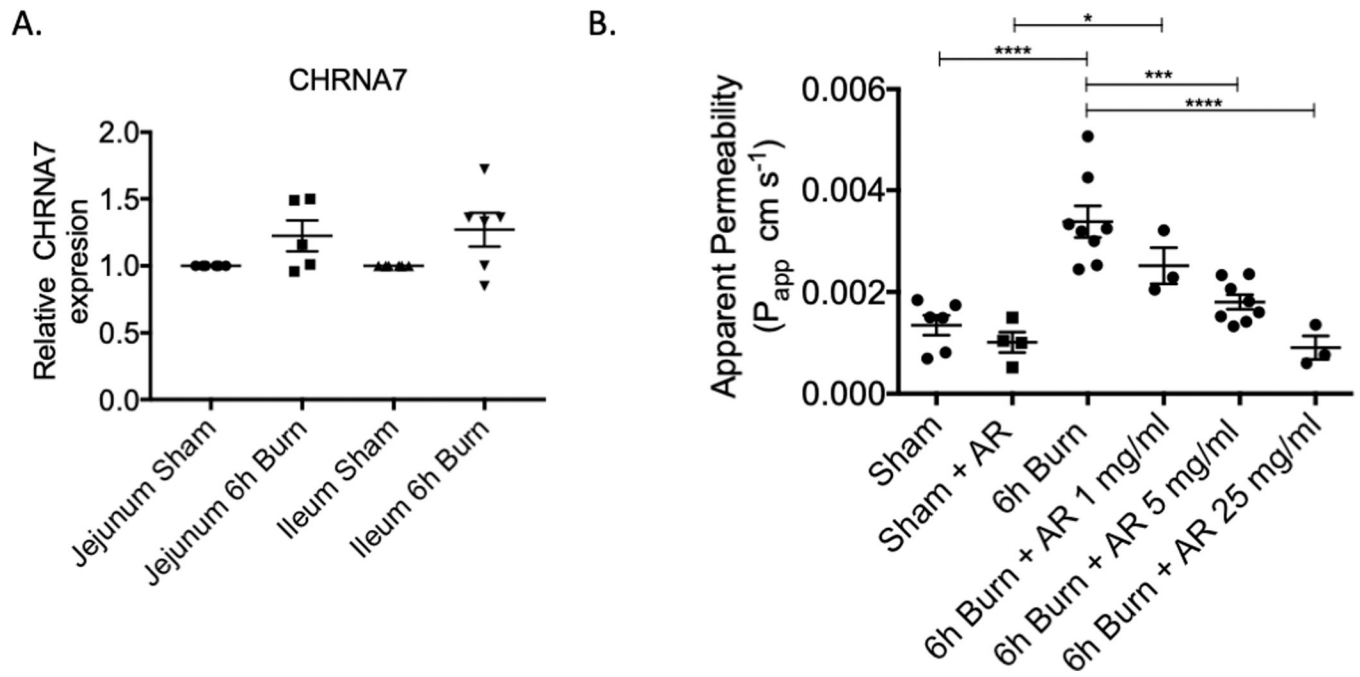 A.
CHRNA7
Relative CHRNA7
expresion
2.0
1.5
1.0
0.5
0.0
Jejunum Sham
Jejunum 6h Burn
Ileum Sham
Ileum 6h Burn
B.
*
****
***
****
Apparent Permeability
(Papp cm s-1)
0.006
0.004
0.002
0.000
Sham
Sham + AR
6h Burn
6h Burn + AR 1 mg/ml
6h Burn + AR 5 mg/ml
6h Burn + AR 25 mg/ml